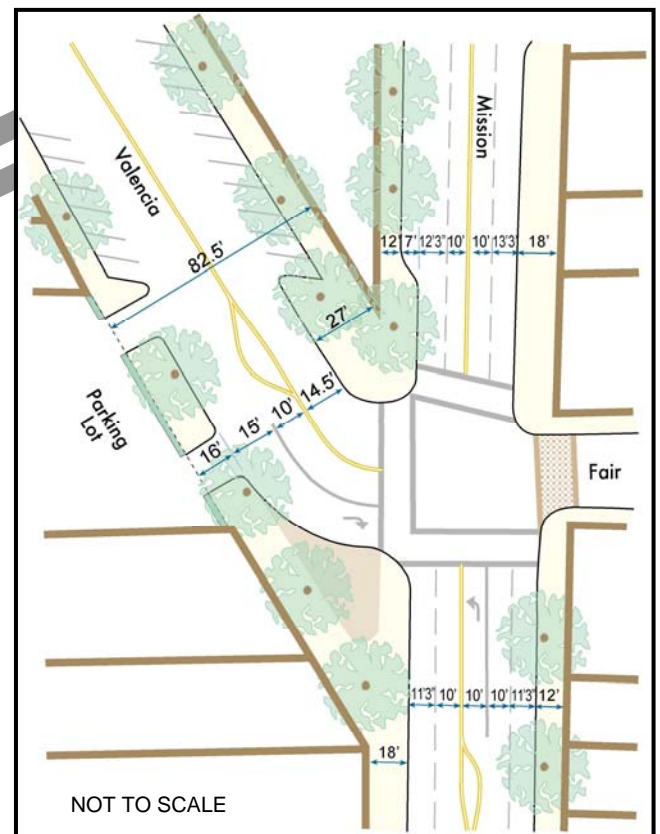 Valencia
Mission
82.5'
12' 7' 12'3" 10' 10' 13'3" 18'
27'
14.5'
10'
15'
16'
Parking
Lot
Fair
11'3" 10' 10' 10' 11'3" 12'
18'
NOT TO SCALE